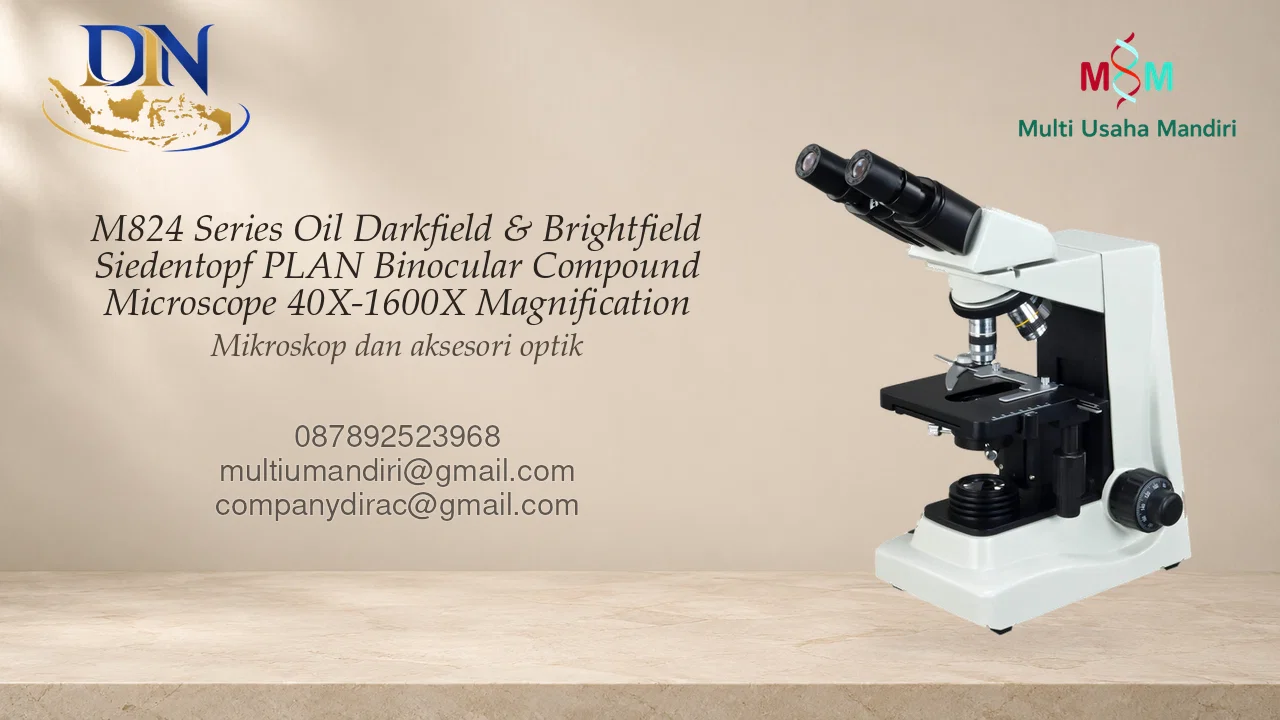 DN
M8M
Multi Usaha Mandiri
M824 Series Oil Darkfield & Brightfield
Siedentopf PLAN Binocular Compound
Microscope 40X-1600X Magnification
Mikroskop dan aksesori optik
087892523968
multiumandiri@gmail.com
companydirac@gmail.com